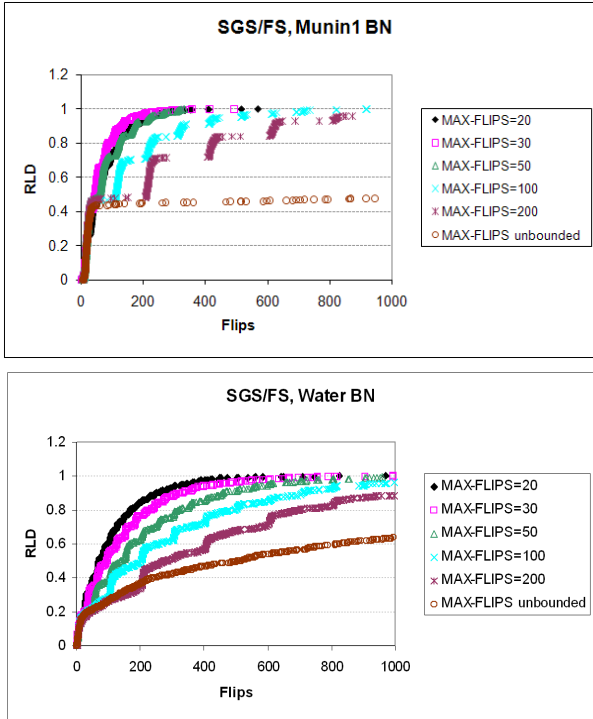 SGS/FS, Munin1 BN
1.2
1
0.8
0.6
0.4
0.2
0
RLD
0 200 400 600 800 1000
Flips
MAX-FLIPS=20
MAX-FLIPS=30
MAX-FLIPS=50
MAX-FLIPS=100
MAX-FLIPS=200
MAX-FLIPS unbounded
SGS/FS, Water BN
1.2
1
0.8
0.6
0.4
0.2
0
RLD
0 200 400 600 800 1000
Flips
MAX-FLIPS=20
MAX-FLIPS=30
MAX-FLIPS=50
MAX-FLIPS=100
MAX-FLIPS=200
MAX-FLIPS unbounded